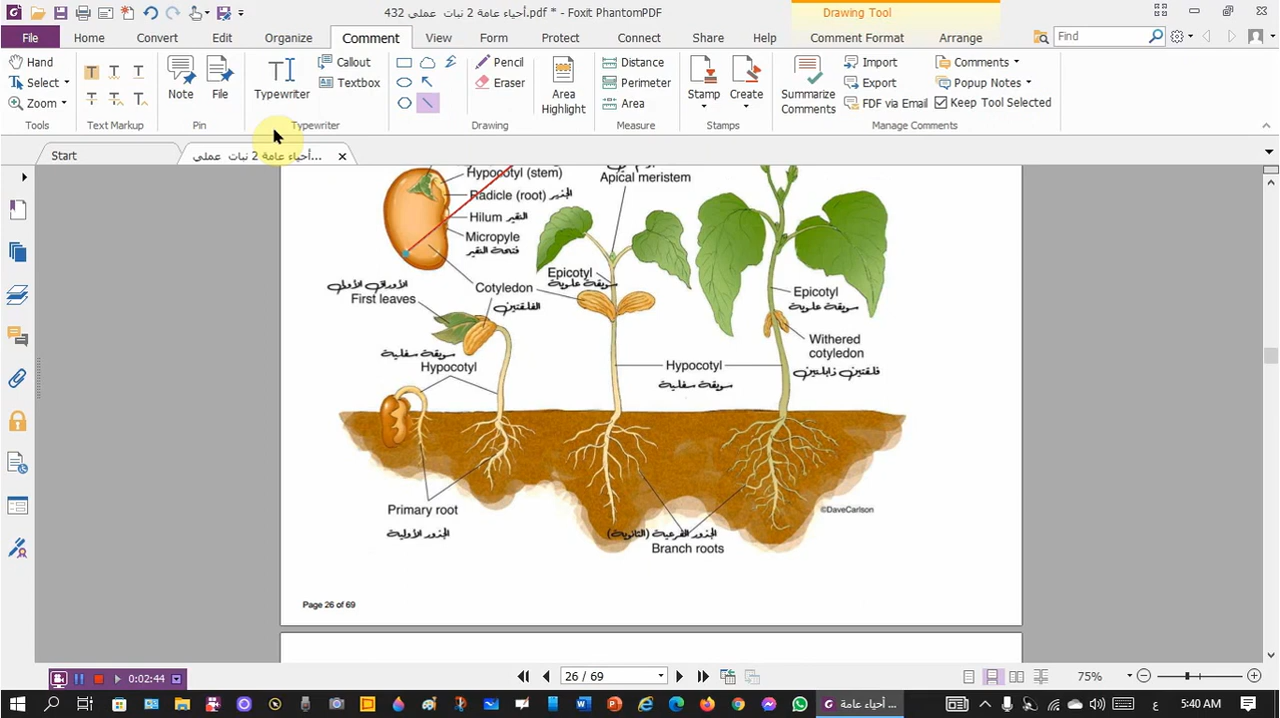 أحياء عامة 2 نبات عملي 432.pdf * - Foxit PhantomPDF
Drawing Tool
File
Home
Convert
Edit
Organize
Comment
View
Form
Protect
Connect
Share
Help
Comment Format
Arrange
Find
Hand
Select
Zoom
Tools
Text Markup
Note
File
Pin
Typewriter
Callout
Textbox
Typewriter
Pencil
Eraser
Drawing
Area Highlight
Distance
Perimeter
Area
Measure
Stamp
Create
Stamps
Summarize Comments
Import
Export
FDF via Email
Comments
Popup Notes
Keep Tool Selected
Manage Comments
Start
أحياء عامة 2 نبات عملي...
Hypocotyl (stem)
Radicle (root) الجذير
Hilum النقير
Micropyle
فتحة النقير
Apical meristem
Cotyledon
الفلقتين
الأوراق الأولى
First leaves
Epicotyl
سويقة علوية
Epicotyl
سويقة علوية
Withered
cotyledon
فلقتين زابلتين
سويقة سفلية
Hypocotyl
Hypocotyl
سويقة سفلية
Primary root
الجذور الأولية
الجذور الفرعية (الثانوية)
Branch roots
©DaveCarlson
Page 26 of 69
0:02:44
26 / 69
75%
أحياء عامة ...
ع
5:40 AM